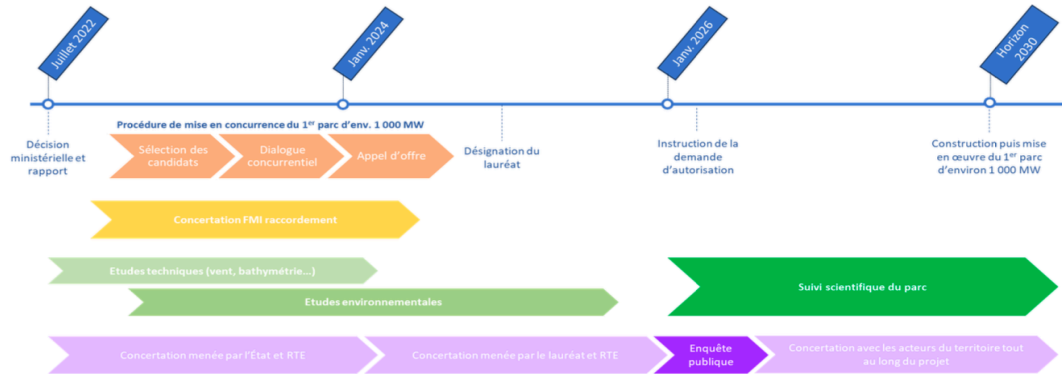 Juillet 2022
Janv. 2024
Janv. 2026
Horizon
2030
Procédure de mise en concurrence du 1er parc d'env. 1 000 MW
Décision
ministérielle et
rapport
Sélection des
candidats
Dialogue
concurrentiel
Appel d'offre
Désignation du
lauréat
Instruction de la
demande
d'autorisation
Construction puis mise
en œuvre du 1er parc
d'environ 1 000 MW
Concertation FMI raccordement
Etudes techniques (vent, bathymétrie...)
Etudes environnementales
Suivi scientifique du parc
Concertation menée par l'État et RTE
Concertation menée par le lauréat et RTE
Enquête
publique
Concertation avec les acteurs du territoire tout
au long du projet